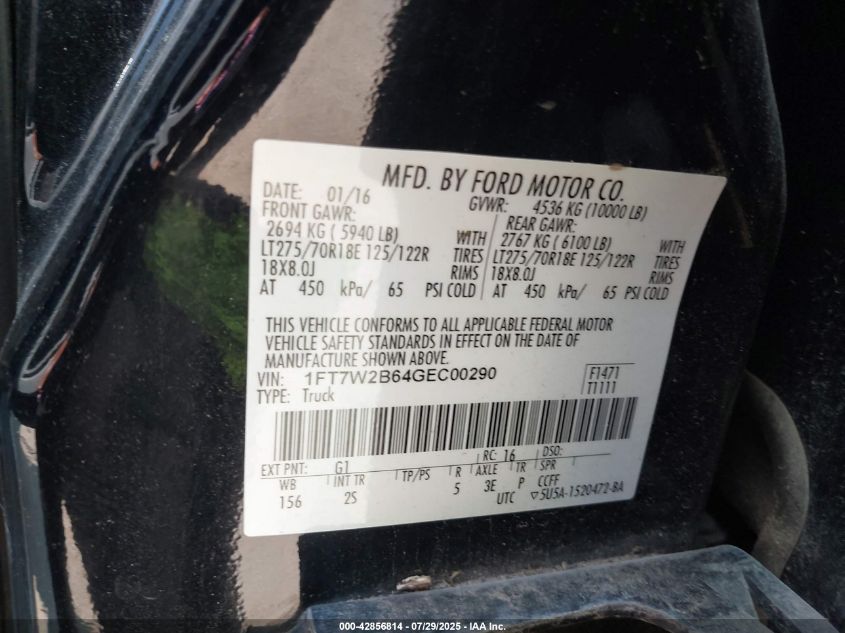 MFD. BY FORD MOTOR CO.
DATE: 01/16 GVWR: 4536 KG (10000 LB)
FRONT GAWR: REAR GAWR:
2694 KG ( 5940 LB) WITH 2767 KG ( 6100 LB) WITH
LT275/70R18E 125/122R TIRES LT275/70R18E 125/122R TIRES
18X8.0J RIMS 18X8.0J RIMS
AT 450 kPa/ 65 PSI COLD AT 450 kPa/ 65 PSI COLD
THIS VEHICLE CONFORMS TO ALL APPLICABLE FEDERAL MOTOR
VEHICLE SAFETY STANDARDS IN EFFECT ON THE DATE OF
MANUFACTURE SHOWN ABOVE.
VIN: 1FT7W2B64GEC00290 F1471
TYPE: Truck T1111
EXT PNT: G1 RC: 16 DSO:
WB INT TR TP/PS R AXLE TR SPR
156 2S 5 3E P CCFF
UTC ▽5U5A-1520472-BA
000-42856814 / 07/29/2025 - IAA Inc.